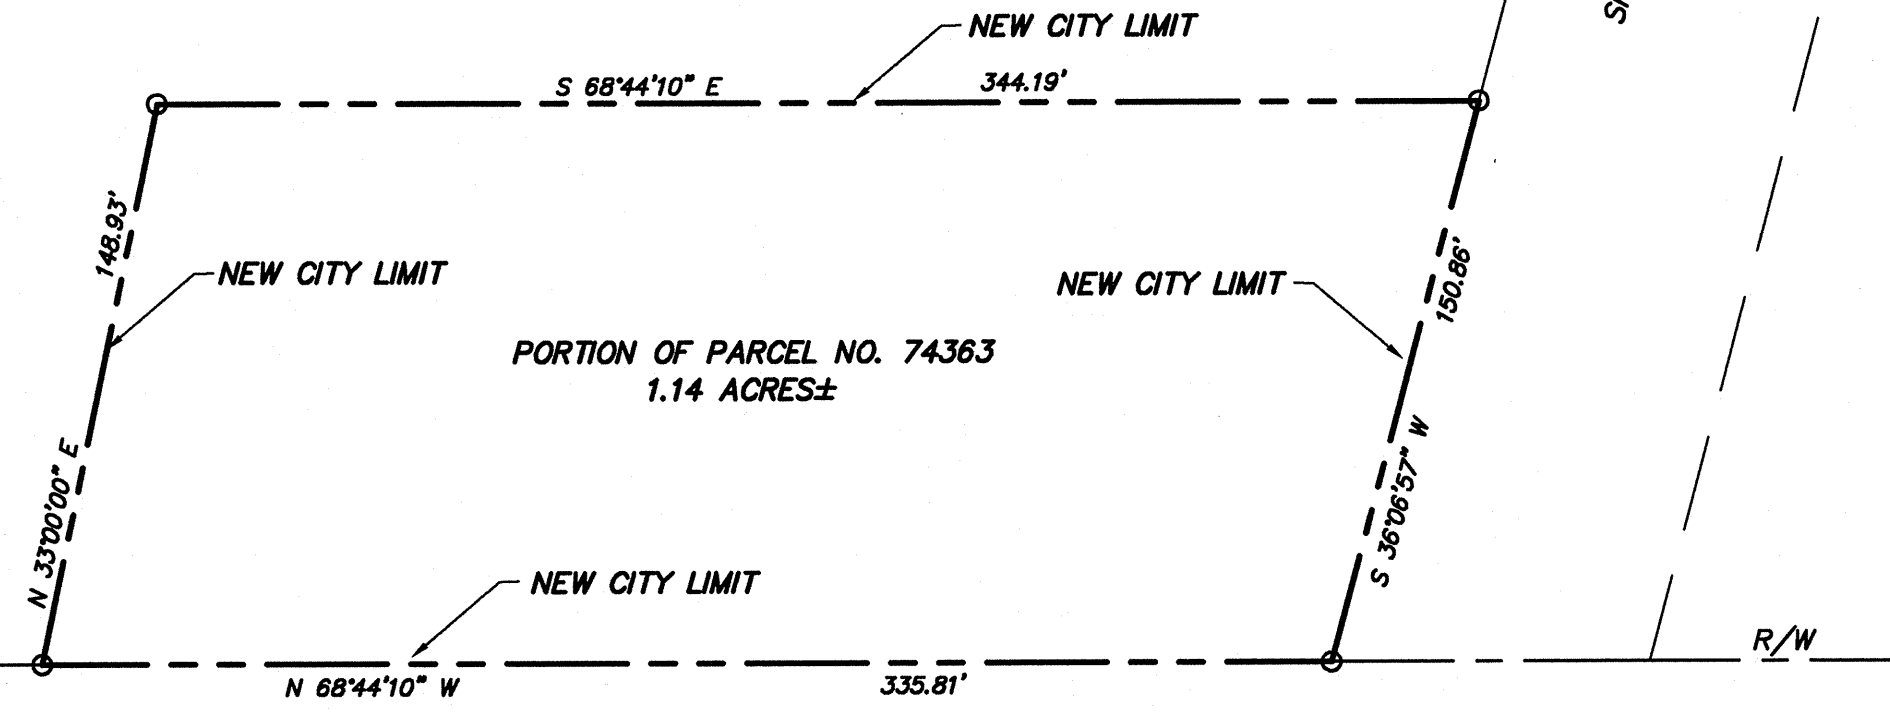 NEW CITY LIMIT
S 68°44'10" E
344.19'
148.93'
NEW CITY LIMIT
NEW CITY LIMIT
150.86'
PORTION OF PARCEL NO. 74363
1.14 ACRES±
N 33°00'00" E
S 36°06'57" W
NEW CITY LIMIT
R/W
N 68°44'10" W
335.81'